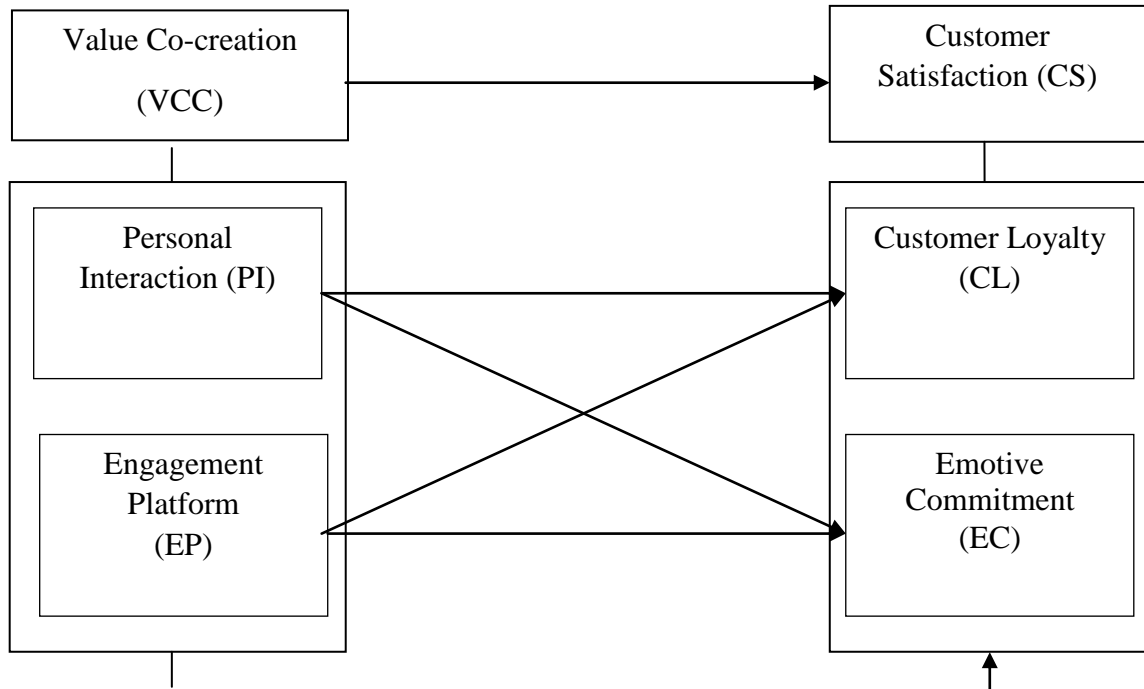 Value Co-creation
(VCC)
Customer
Satisfaction (CS)
Personal
Interaction (PI)
Customer Loyalty
(CL)
Engagement
Platform
(EP)
Emotive
Commitment
(EC)